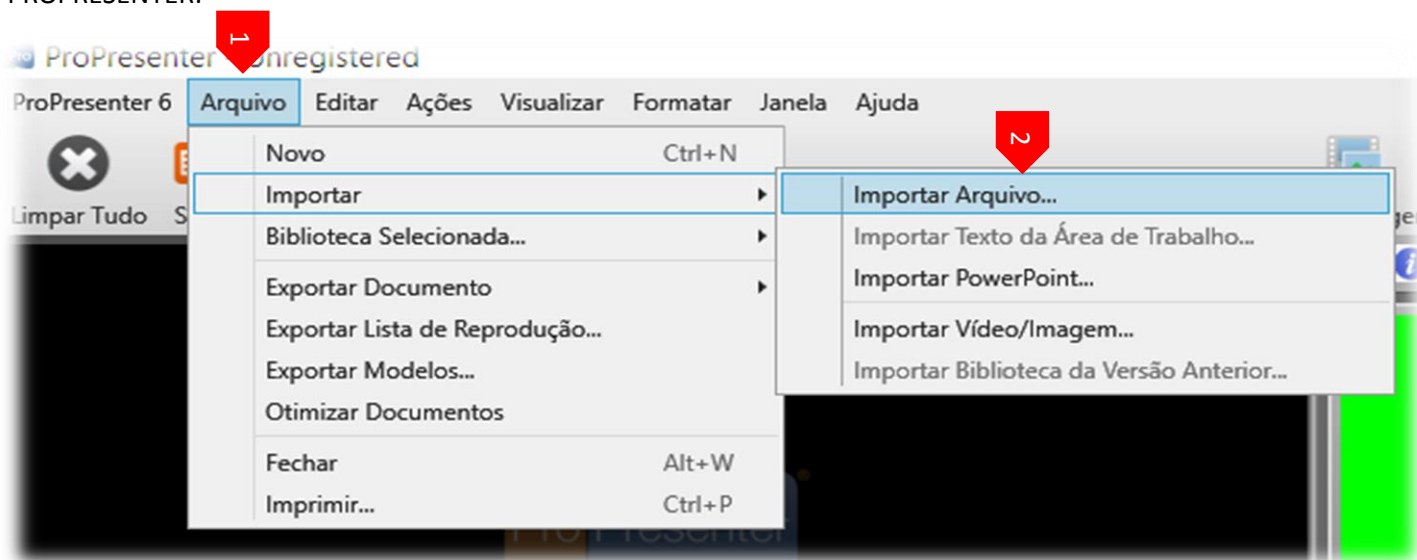 PROPRESENTER.
1
ProPresenter - Unregistered
ProPresenter 6 Arquivo Editar Ações Visualizar Formatar Janela Ajuda
2
Novo Ctrl+N
Importar
Importar Arquivo...
Limpar Tudo S
Biblioteca Selecionada...
Importar Texto da Área de Trabalho...
Importar PowerPoint...
Exportar Documento
Exportar Lista de Reprodução...
Importar Vídeo/Imagem...
Exportar Modelos...
Importar Biblioteca da Versão Anterior...
Otimizar Documentos
Fechar Alt+W
Imprimir... Ctrl+P
ProPresenter